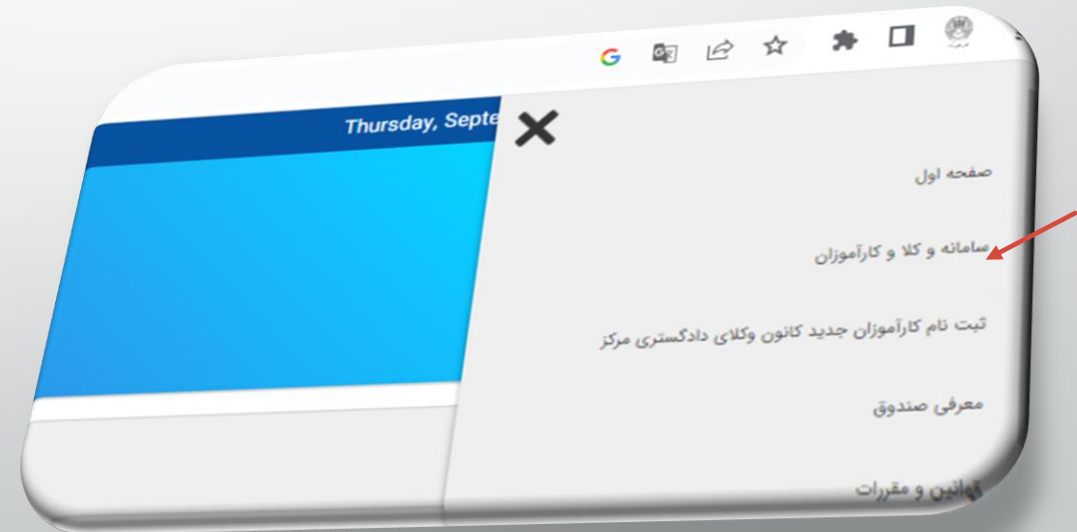 Thursday, Septe
صفحه اول
سامانه و کلا و کارآموزان
ثبت نام کارآموزان جدید کانون وکلای دادگستری مرکز
معرفی صندوق
قوانین و مقررات